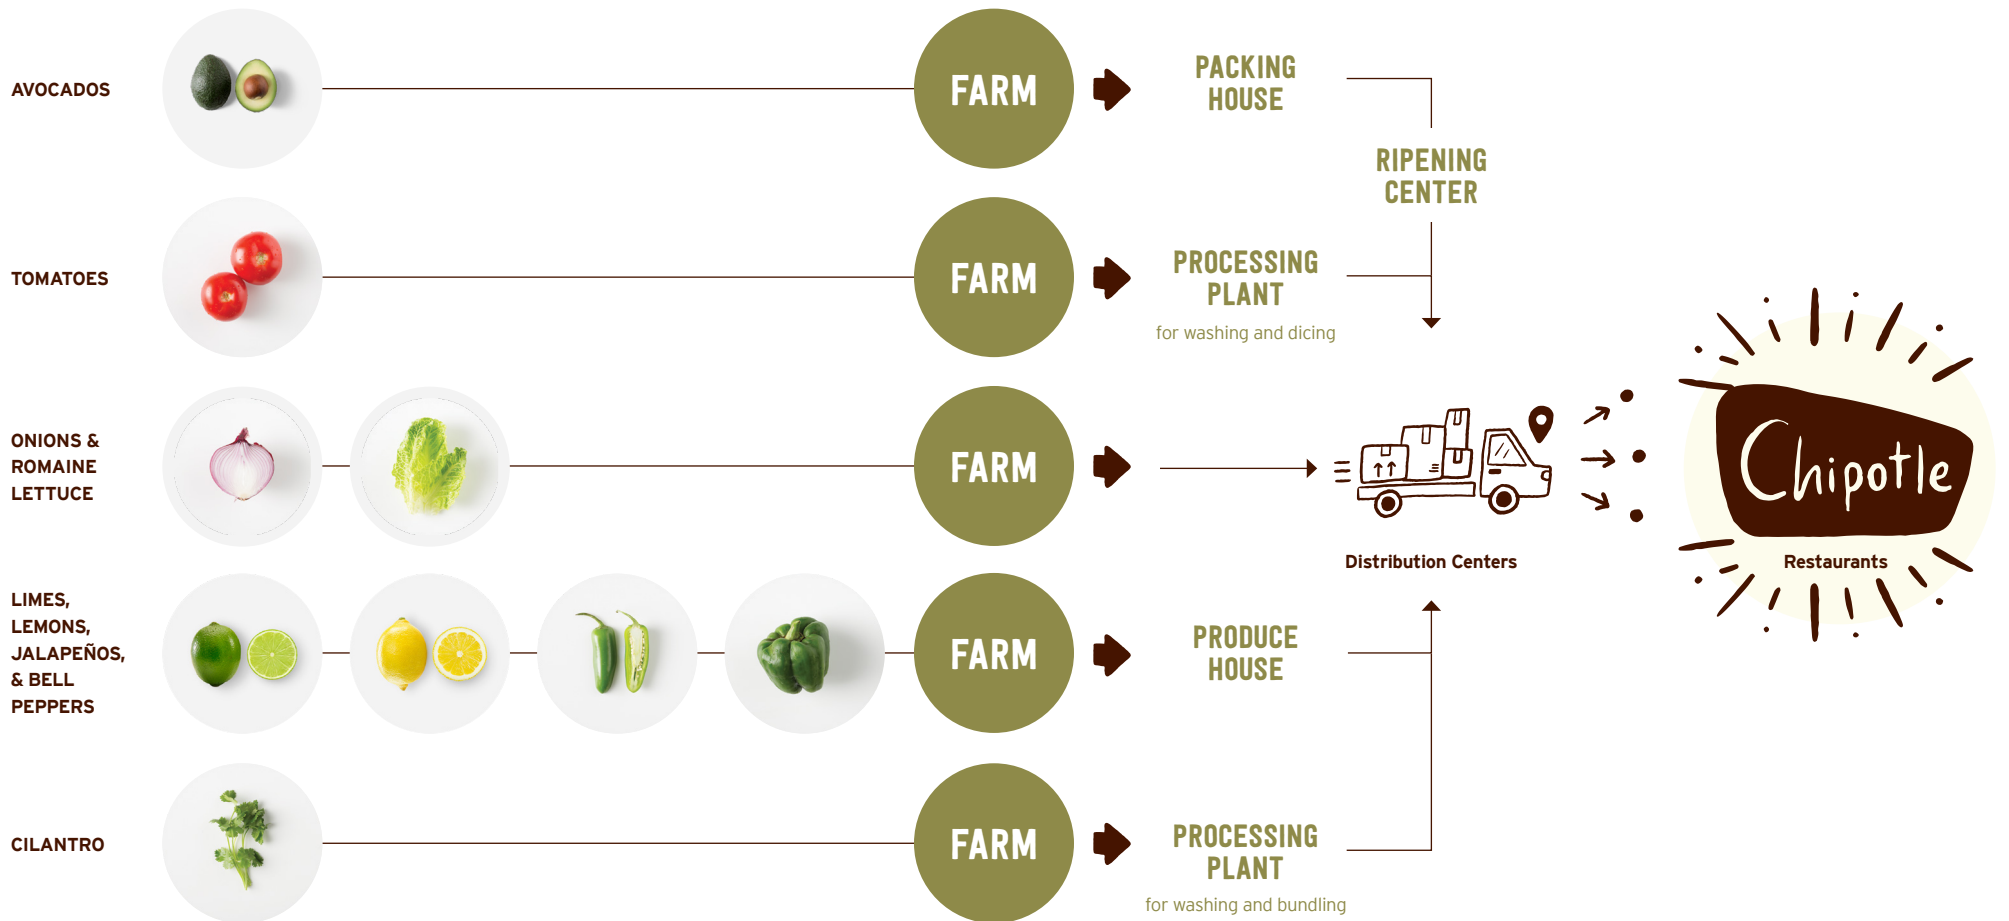 AVOCADOS
FARM
PACKING
HOUSE
RIPENING
CENTER
TOMATOES
FARM
PROCESSING
PLANT
for washing and dicing
ONIONS &
ROMAINE
LETTUCE
FARM
Distribution Centers
Chipotle
Restaurants
LIMES,
LEMONS,
JALAPEÑOS,
& BELL
PEPPERS
FARM
PRODUCE
HOUSE
CILANTRO
FARM
PROCESSING
PLANT
for washing and bundling